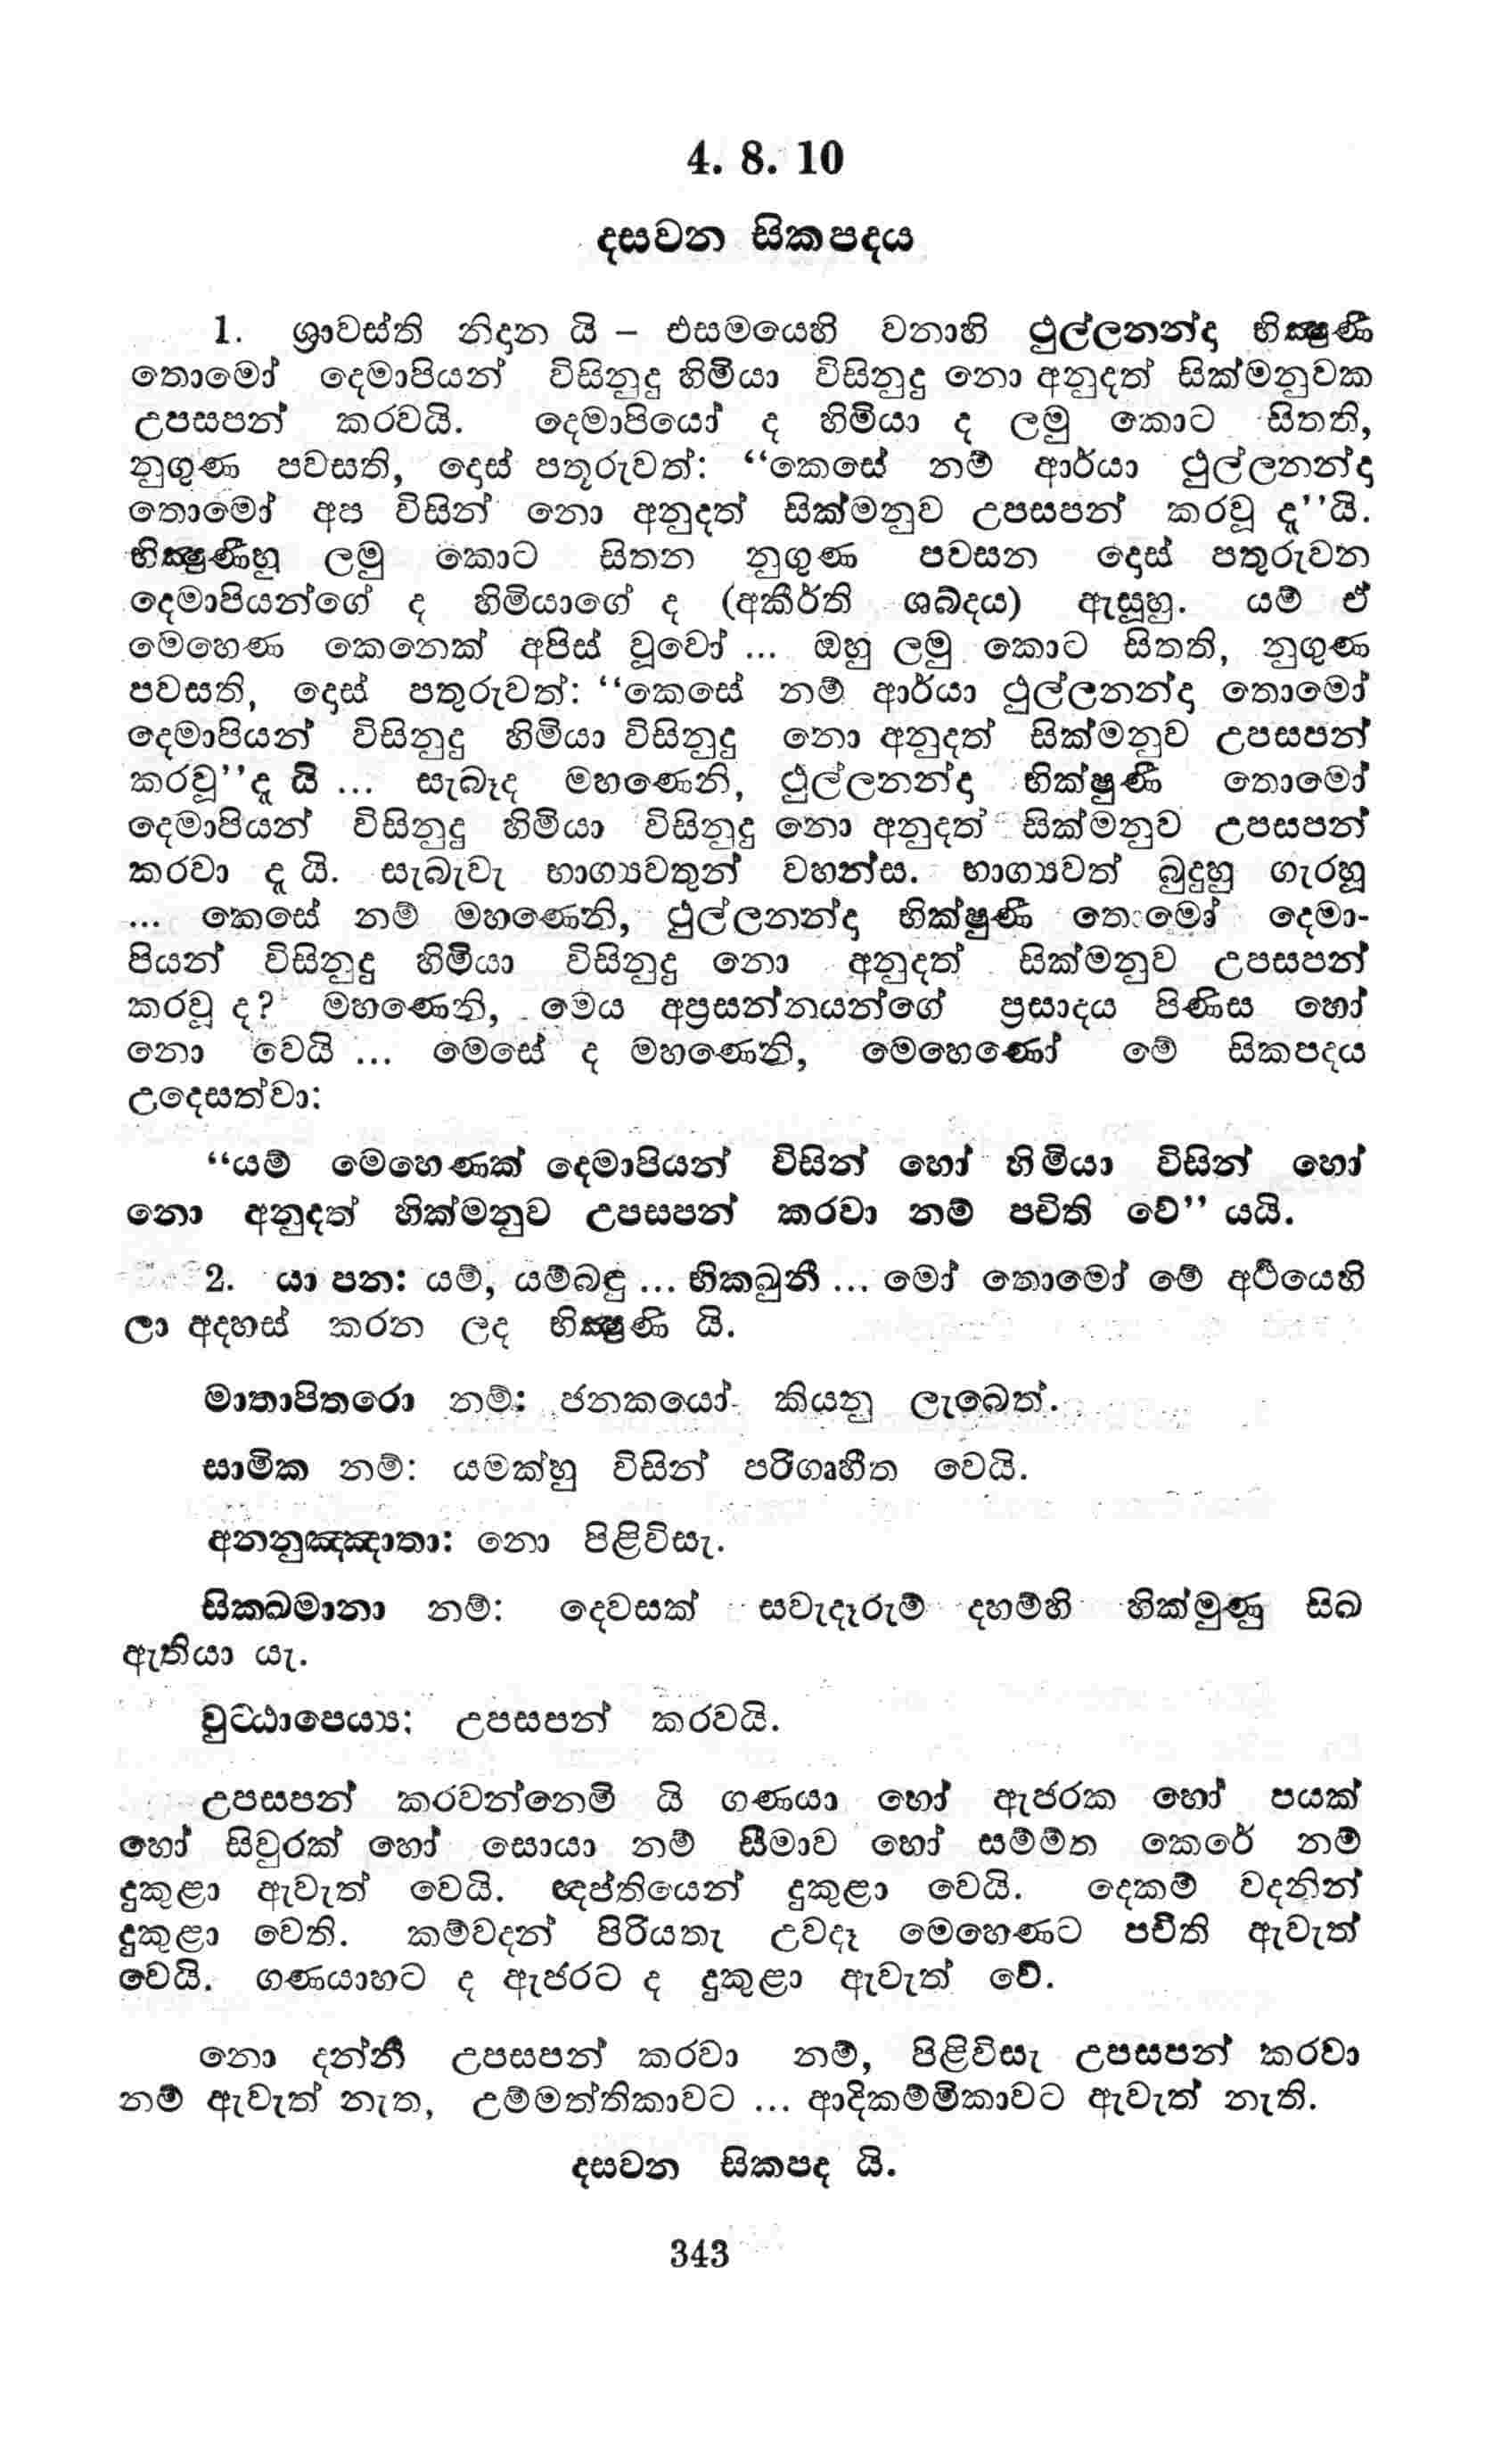 4. 8. 10
දසවන සිකපදය
1. ශ්‍රාවස්ති නිදාන යි – එසමයෙහි වනාහි ථුල්ලනන්දා භික්‍ෂුණී
තොමෝ දෙමාපියන් විසිනුදු හිමියා විසිනුදු නො අනුදත් සික්මනුවක
උපසපන් කරවයි. දෙමාපියෝ ද හිමියා ද ලමු කොට සිතති,
නුගුණ පවසති, දොස් පතුරුවත්: “කෙසේ නම් ආර්යා ථුල්ලනන්දා
තොමෝ අප විසින් නො අනුදත් සික්මනුව උපසපන් කරවූ දැ”යි.
භික්‍ෂුණීහු ලමු කොට සිතන නුගුණ පවසන දොස් පතුරුවන
දෙමාපියන්ගේ ද හිමියාගේ ද (අකීර්ති ශබ්දය) ඇසූහු. යම් ඒ
මෙහෙණ කෙනෙක් අපිස් වූවෝ ... ඔහු ලමු කොට සිතති, නුගුණ
පවසති, දොස් පතුරුවත්: “කෙසේ නම් ආර්යා ථුල්ලනන්දා තොමෝ
දෙමාපියන් විසිනුදු හිමියා විසිනුදු නො අනුදත් සික්මනුව උපසපන්
කරවූ”දැ යි ... සැබෑද මහණෙනි, ථුල්ලනන්දා භික්ෂුණී තොමෝ
දෙමාපියන් විසිනුදු හිමියා විසිනුදු නො අනුදත් සික්මනුව උපසපන්
කරවා දැ යි. සැබැවැ භාග්‍යවතුන් වහන්ස. භාග්‍යවත් බුදුහු ගැරහූ
... කෙසේ නම් මහණෙනි, ථුල්ලනන්දා භික්ෂුණී තොමෝ දෙමා-
පියන් විසිනුදු හිමියා විසිනුදු නො අනුදත් සික්මනුව උපසපන්
කරවූ ද? මහණෙනි, මෙය අප්‍රසන්නයන්ගේ ප්‍රසාදය පිණිස හෝ
නො වෙයි ... මෙසේ ද මහණෙනි, මෙහෙණෝ මේ සිකපදය
උදෙසත්වා:
“යම් මෙහෙණක් දෙමාපියන් විසින් හෝ හිමියා විසින් හෝ
නො අනුදත් හික්මනුව උපසපන් කරවා නම් පචිති වේ” යයි.
2. යා පන: යම්, යම්බඳු ... භික‍ඛුනී ... මෝ තොමෝ මේ අර්‍ථයෙහි
ලා අදහස් කරන ලද භික්‍ෂුණි යි.
මාතාපිතරො නම්: ජනකයෝ කියනු ලැබෙත්.
සාමික නම්: යමක්හු විසින් පරිගෘහීත වෙයි.
අනනුඤ‍ඤාතා: නො පිළිවිසැ.
සික‍ඛමානා නම්: දෙවසක් සවැදෑරුම් දහම්හි හික්මුණු සිඛ
ඇතියා යැ.
වුට‍ඨාපෙය්‍ය: උපසපන් කරවයි.
උපසපන් කරවන්නෙමි යි ගණයා හෝ ඇජරක හෝ පයක්
හෝ සිවුරක් හෝ සොයා නම් සීමාව හෝ සම්ම්ත කෙරේ නම්
දුකුළා ඇවැත් වෙයි. ඥප්තියෙන් දුකුළා වෙයි. දෙකම් වදනින්
දුකුළා වෙති. කම්වදන් පිරියතැ උවදෑ මෙහෙණට පචිති ඇවැත්
වෙයි. ගණයාහට ද ඇජරට ද දුකුළා ඇවැත් වේ.
නො දන්නී උපසපන් කරවා නම්, පිළිවිසැ උපසපන් කරවා
නම් ඇවැත් නැත, උම්මත්තිකාවට ... ආදිකම්මිකාවට ඇවැත් නැති.
දසවන සිකපද යි.
343